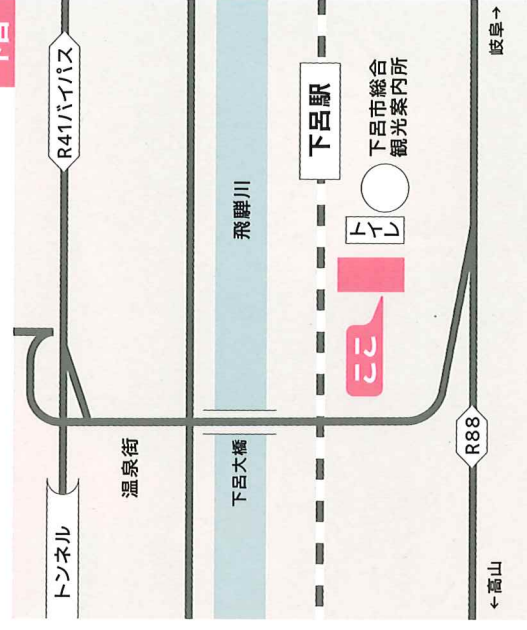 R41バイパス
岐阜→
下呂駅
下呂市総合
観光案内所
飛騨川
トイレ
ここ
温泉街
下呂大橋
R88
トンネル
←高山